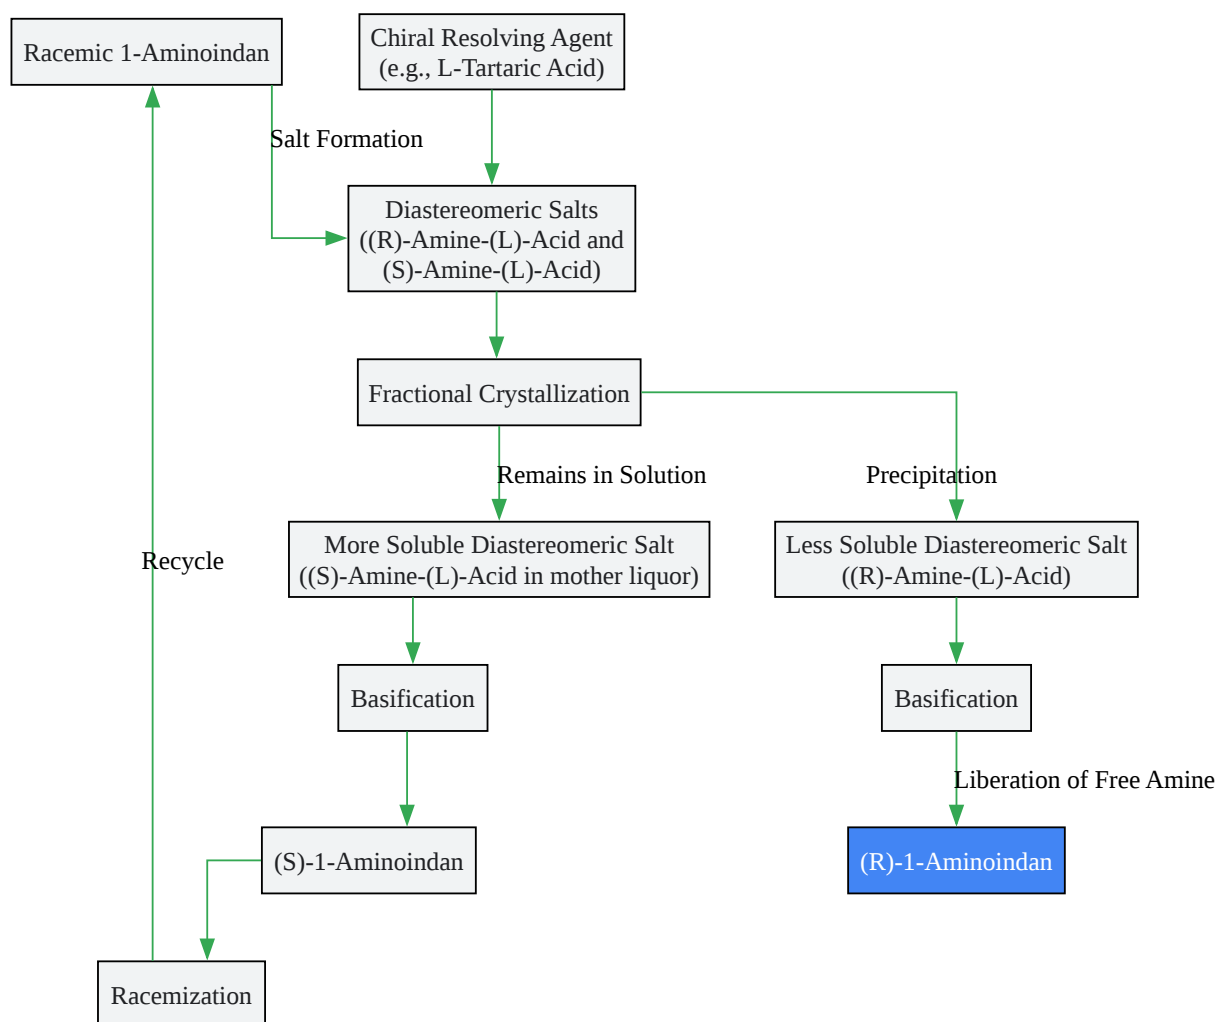 Racemic 1-Aminoindan
Chiral Resolving Agent
(e.g., L-Tartaric Acid)
Salt Formation
Diastereomeric Salts
((R)-Amine-(L)-Acid and
(S)-Amine-(L)-Acid)
Fractional Crystallization
Remains in Solution
Precipitation
More Soluble Diastereomeric Salt
((S)-Amine-(L)-Acid in mother liquor)
Less Soluble Diastereomeric Salt
((R)-Amine-(L)-Acid)
Recycle
Basification
Basification
Liberation of Free Amine
(S)-1-Aminoindan
(R)-1-Aminoindan
Racemization